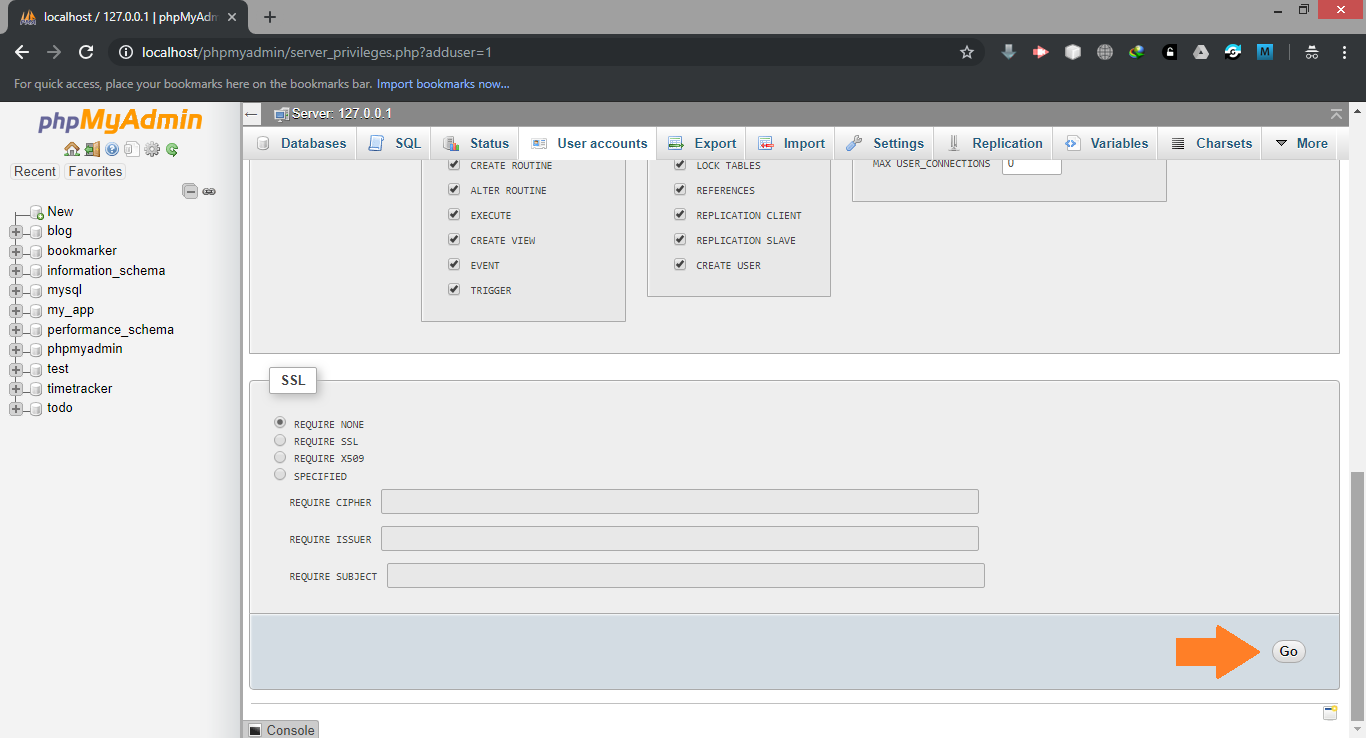 localhost / 127.0.0.1 | phpMyAdm
localhost/phpmyadmin/server_privileges.php?adduser=1
M
For quick access, place your bookmarks here on the bookmarks bar. Import bookmarks now...
phpMyAdmin
Recent Favorites
New
blog
bookmarker
information_schema
mysql
my_app
performance_schema
phpmyadmin
test
timetracker
todo
Server: 127.0.0.1
Databases SQL Status User accounts Export Import Settings Replication Variables Charsets More
CREATE ROUTINE
ALTER ROUTINE
EXECUTE
CREATE VIEW
EVENT
TRIGGER
LOCK TABLES
REFERENCES
REPLICATION CLIENT
REPLICATION SLAVE
CREATE USER
MAX USER_CONNECTIONS 0
SSL
REQUIRE NONE
REQUIRE SSL
REQUIRE X509
SPECIFIED
REQUIRE CIPHER
REQUIRE ISSUER
REQUIRE SUBJECT
Go
Console